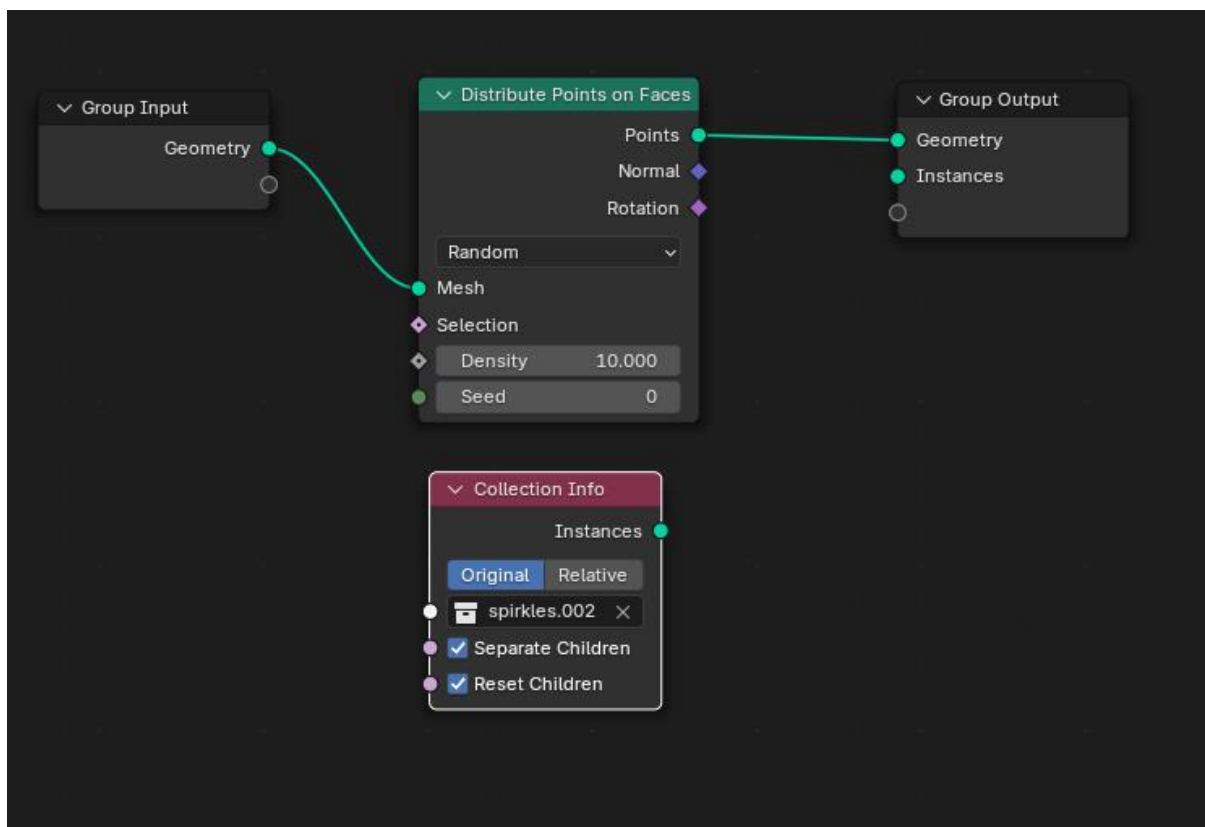 Group Input
Geometry
Distribute Points on Faces
Points
Normal
Rotation
Random
Mesh
Selection
Density 10.000
Seed 0
Group Output
Geometry
Instances
Collection Info
Instances
Original Relative
spirkles.002
Separate Children
Reset Children